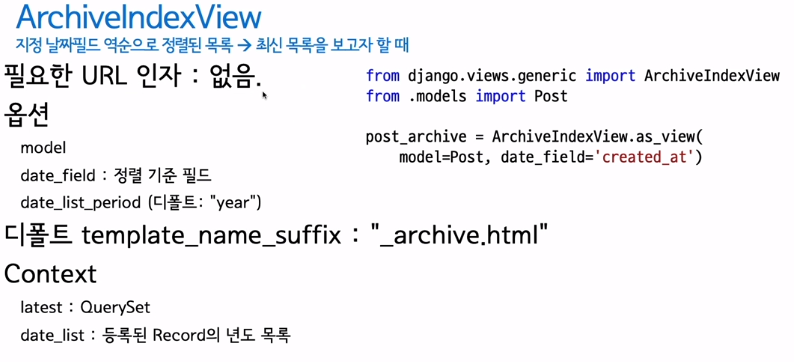 ArchiveIndexView
지정 날짜필드 역순으로 정렬된 목록 → 최신 목록을 보고자 할 때
필요한 URL 인자 : 없음.
옵션
model
date_field : 정렬 기준 필드
date_list_period (디폴트: "year")
디폴트 template_name_suffix : "_archive.html"
Context
latest : QuerySet
date_list : 등록된 Record의 년도 목록
from django.views.generic import ArchiveIndexView
from .models import Post
post_archive = ArchiveIndexView.as_view(
model=Post, date_field='created_at')